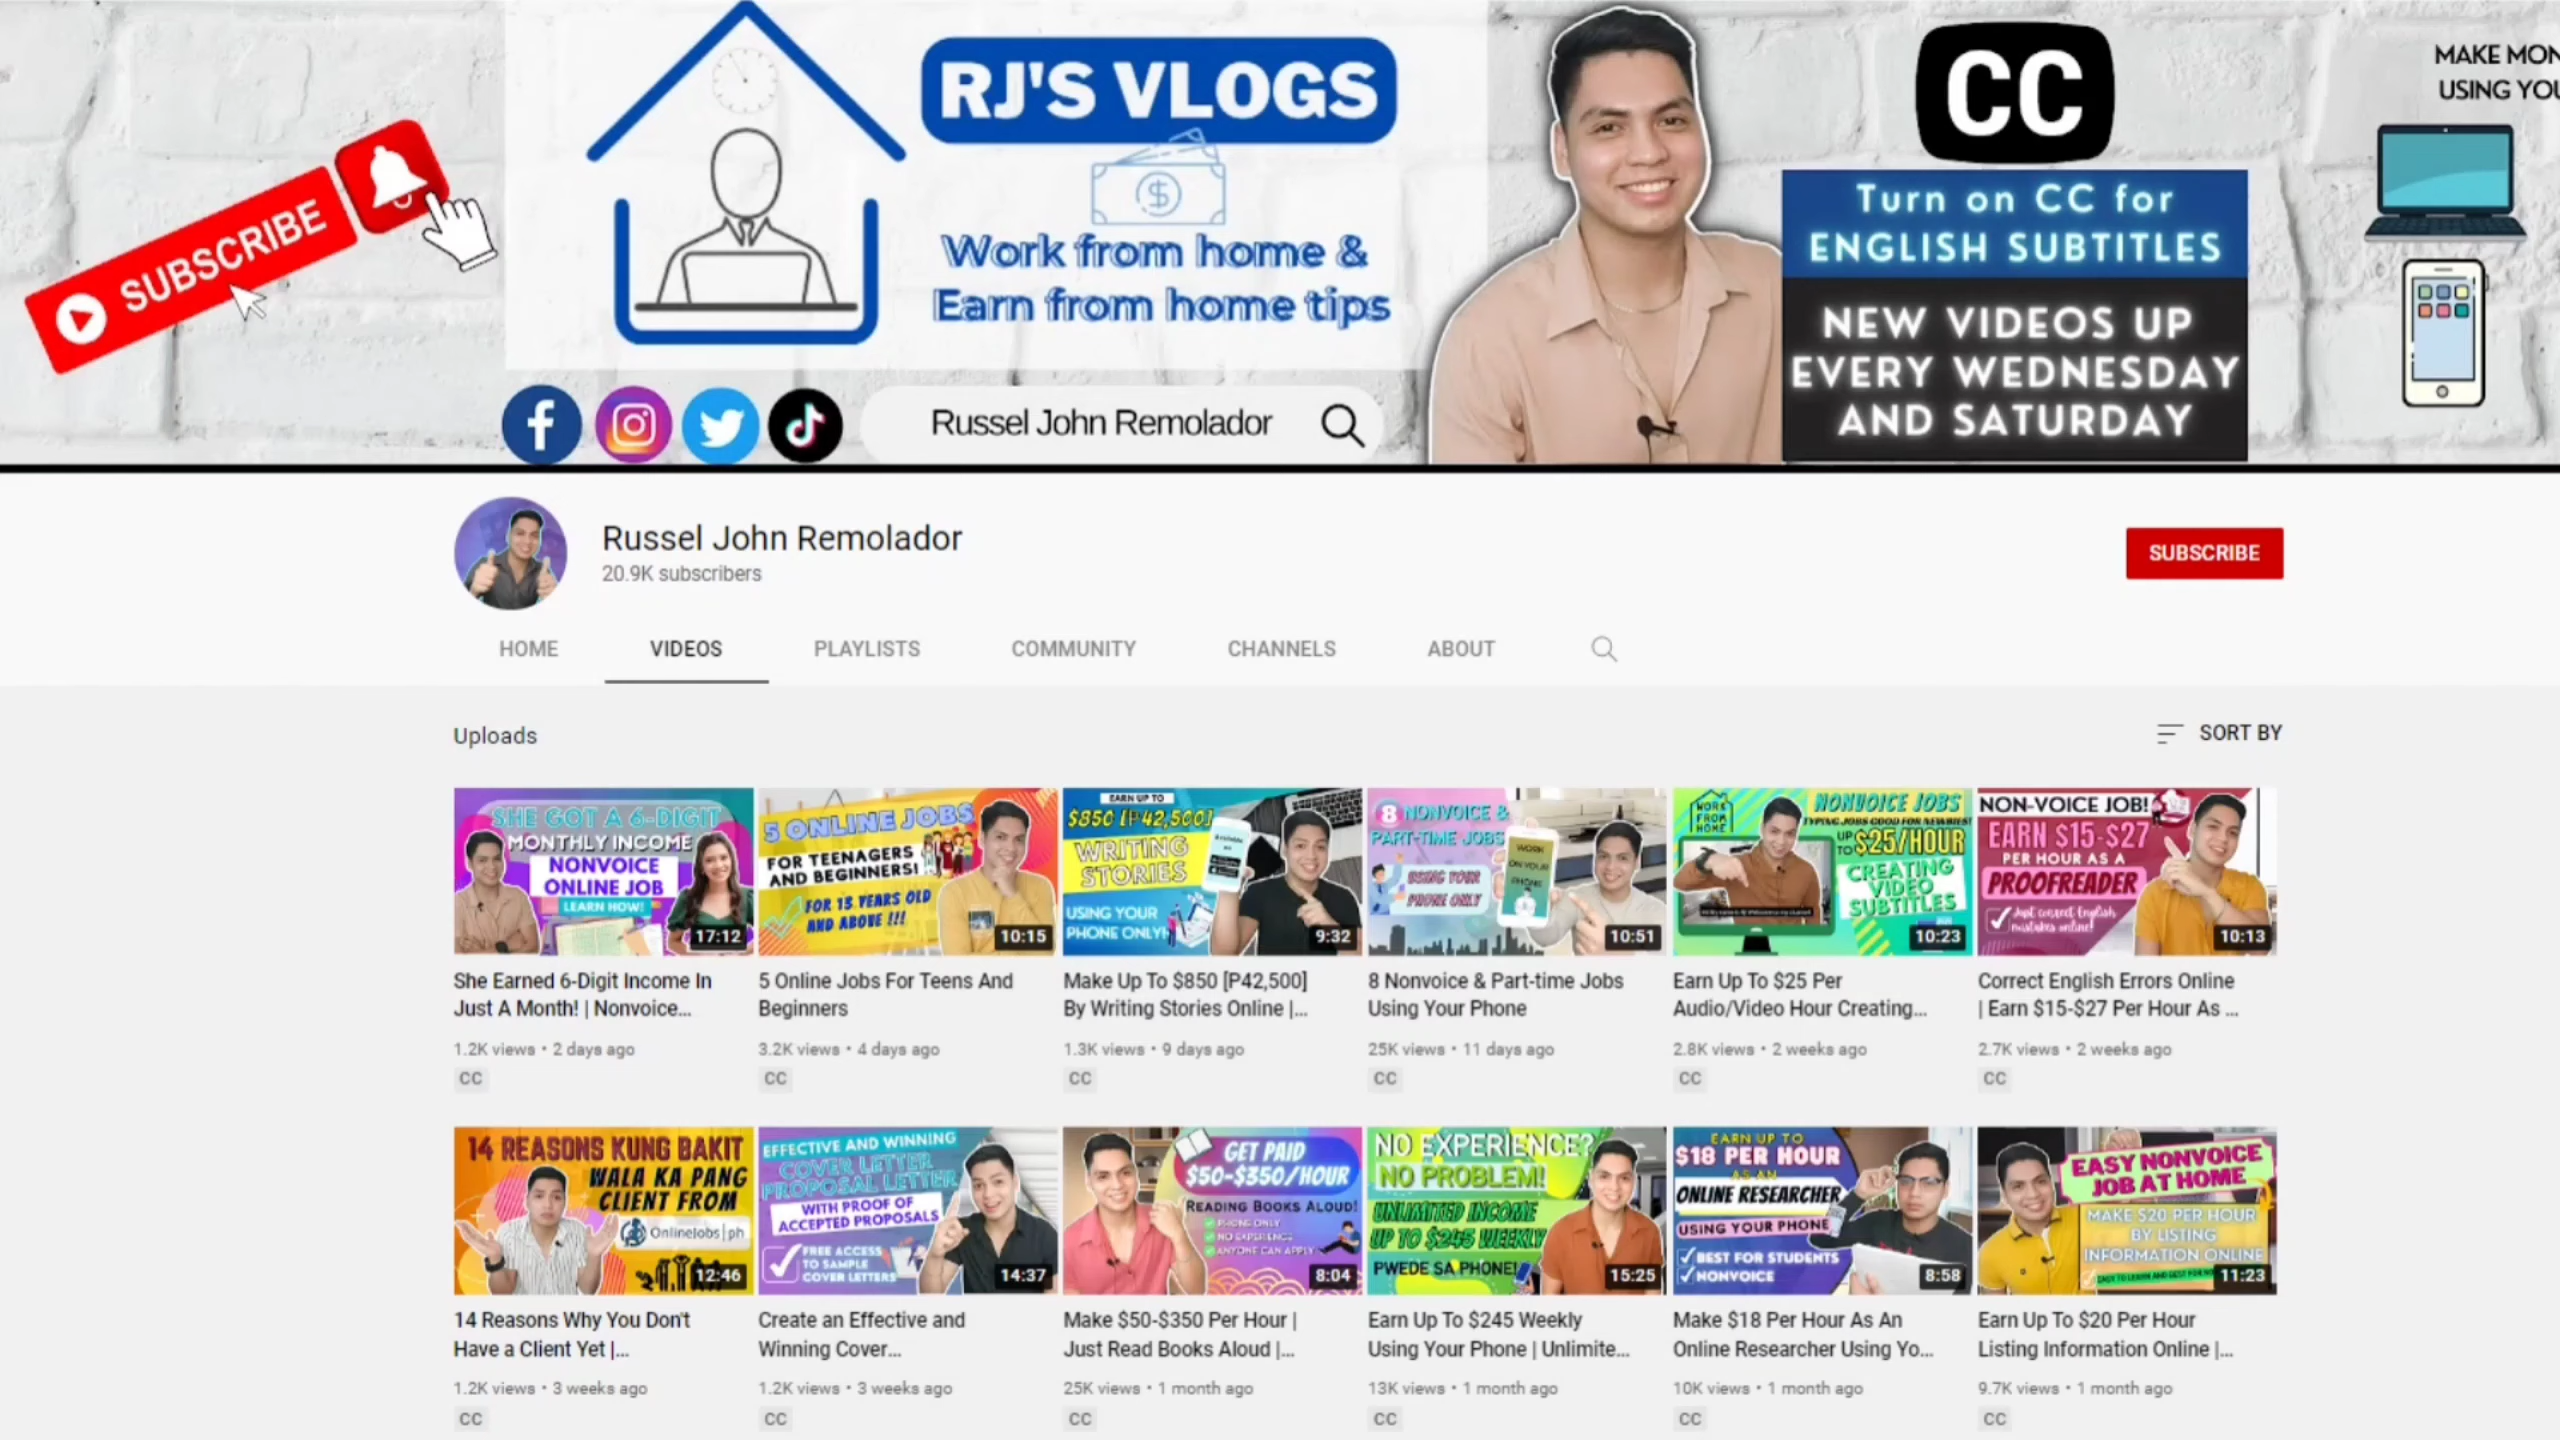 SUBSCRIBE
RJ'S VLOGS
Work from home &
Earn from home tips
Russel John Remolador
CC
Turn on CC for
ENGLISH SUBTITLES
NEW VIDEOS UP
EVERY WEDNESDAY
AND SATURDAY
MAKE MON
USING YOU
Russel John Remolador
20.9K subscribers
SUBSCRIBE
HOME
VIDEOS
PLAYLISTS
COMMUNITY
CHANNELS
ABOUT
Uploads
SORT BY
SHE GOT A 6-DIGIT
MONTHLY INCOME
NONVOICE
ONLINE JOB
LEARN HOW!
17:12
She Earned 6-Digit Income In
Just A Month! | Nonvoice...
1.2K views • 2 days ago
CC
5 ONLINE JOBS
FOR TEENAGERS
AND BEGINNERS!
FOR 15 YEARS OLD
AND ABOVE !!!
10:15
5 Online Jobs For Teens And
Beginners
3.2K views • 4 days ago
CC
EARN UP TO
$850 [P42,500]
WRITING
STORIES
USING YOUR
PHONE ONLY!
9:32
Make Up To $850 [P42,500]
By Writing Stories Online |...
1.3K views • 9 days ago
CC
8 NONVOICE &
PART-TIME JOBS
USING YOUR
PHONE ONLY
WORK
ON YOUR
PHONE
10:51
8 Nonvoice & Part-time Jobs
Using Your Phone
25K views • 11 days ago
CC
WORK
FROM
HOME
NONVOICE JOBS
TYPING JOBS GOOD FOR NEWBIES!
UP TO $25/HOUR
CREATING
VIDEO
SUBTITLES
10:23
Earn Up To $25 Per
Audio/Video Hour Creating...
2.8K views • 2 weeks ago
CC
NON-VOICE JOB!
EARN $15-$27
PER HOUR AS A
PROOFREADER
Just correct English
mistakes online!
10:13
Correct English Errors Online
| Earn $15-$27 Per Hour As ...
2.7K views • 2 weeks ago
CC
14 REASONS KUNG BAKIT
WALA KA PANG
CLIENT FROM
OnlineJobs|ph
12:46
14 Reasons Why You Don't
Have a Client Yet |...
1.2K views • 3 weeks ago
CC
EFFECTIVE AND WINNING
COVER LETTER
PROPOSAL LETTER
WITH PROOF OF
ACCEPTED PROPOSALS
FREE ACCESS
TO SAMPLE
COVER LETTERS
14:37
Create an Effective and
Winning Cover...
1.2K views • 3 weeks ago
CC
GET PAID
$50-$350/HOUR
READING BOOKS ALOUD!
PHONE ONLY
NO EXPERIENCE
ANYONE CAN APPLY
8:04
Make $50-$350 Per Hour |
Just Read Books Aloud |...
25K views • 1 month ago
CC
NO EXPERIENCE?
NO PROBLEM!
UNLIMITED INCOME
UP TO $245 WEEKLY
PWEDE SA PHONE!
15:25
Earn Up To $245 Weekly
Using Your Phone | Unlimite...
13K views • 1 month ago
CC
EARN UP TO
$18 PER HOUR
AS AN
ONLINE RESEARCHER
USING YOUR PHONE
BEST FOR STUDENTS
NONVOICE
8:58
Make $18 Per Hour As An
Online Researcher Using Yo...
10K views • 1 month ago
CC
EASY NONVOICE
JOB AT HOME
MAKE $20 PER HOUR
BY LISTING
INFORMATION ONLINE
EASY TO LEARN AND BEST FOR
11:23
Earn Up To $20 Per Hour
Listing Information Online |...
9.7K views • 1 month ago
CC